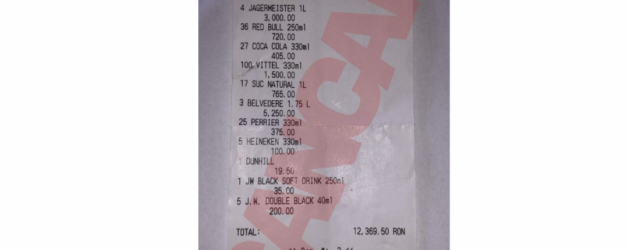 4 JAGERMEISTER 1L
3,000.00
36 RED BULL 250ml
720.00
27 COCA COLA 330ml
405.00
100 VITTEL 330ml
1,500.00
17 SUC NATURAL 1L
765.00
3 BELVEDERE 1.75 L
5,250.00
25 PERRIER 330ml
375.00
5 HEINEKEN 330ml
100.00
1 DUNHILL
19.50
1 JW BLACK SOFT DRINK 250ml
35.00
5 J.W. DOUBLE BLACK 40ml
200.00
TOTAL: 12,369.50 RON